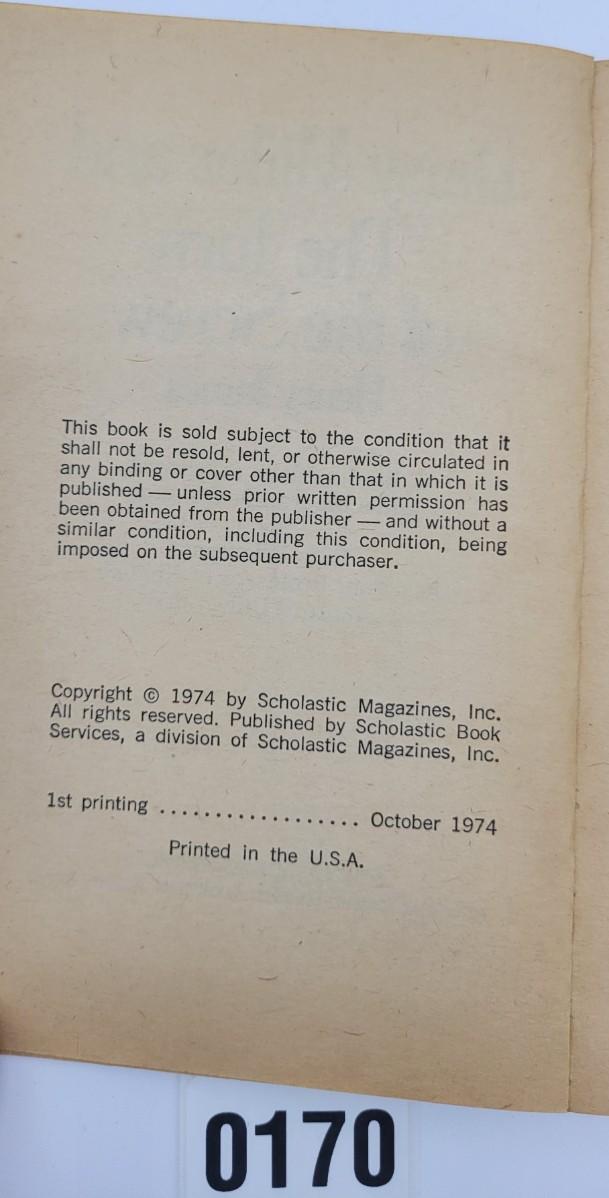 This book is sold subject to the condition that it
shall not be resold, lent, or otherwise circulated in
any binding or cover other than that in which it is
published — unless prior written permission has
been obtained from the publisher — and without a
similar condition, including this condition, being
imposed on the subsequent purchaser.
Copyright © 1974 by Scholastic Magazines, Inc.
All rights reserved. Published by Scholastic Book
Services, a division of Scholastic Magazines, Inc.
1st printing .................. October 1974
Printed in the U.S.A.
0170